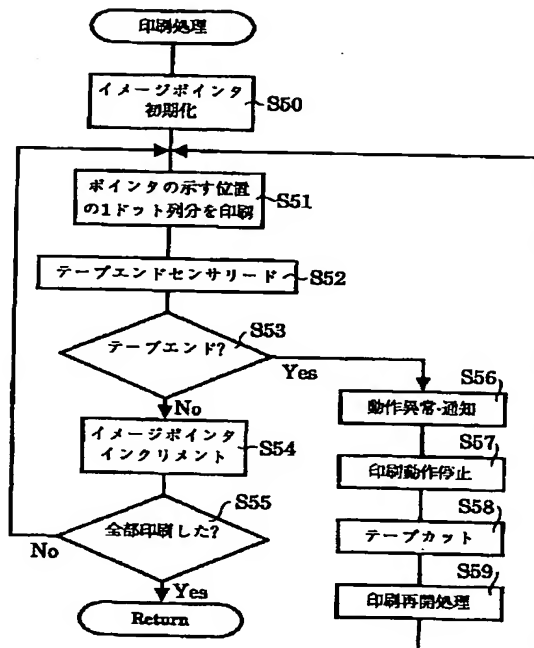 印刷処理
イメージポインタ
初期化
S50
ポインタの示す位置
の1ドット列分を印刷
S51
テープエンドセンサリード
S52
テープエンド?
S53
Yes
No
イメージポインタ
インクリメント
S54
全部印刷した?
S55
No
Yes
Return
S56
動作異常・通知
S57
印刷動作停止
S58
テープカット
S59
印刷再開処理